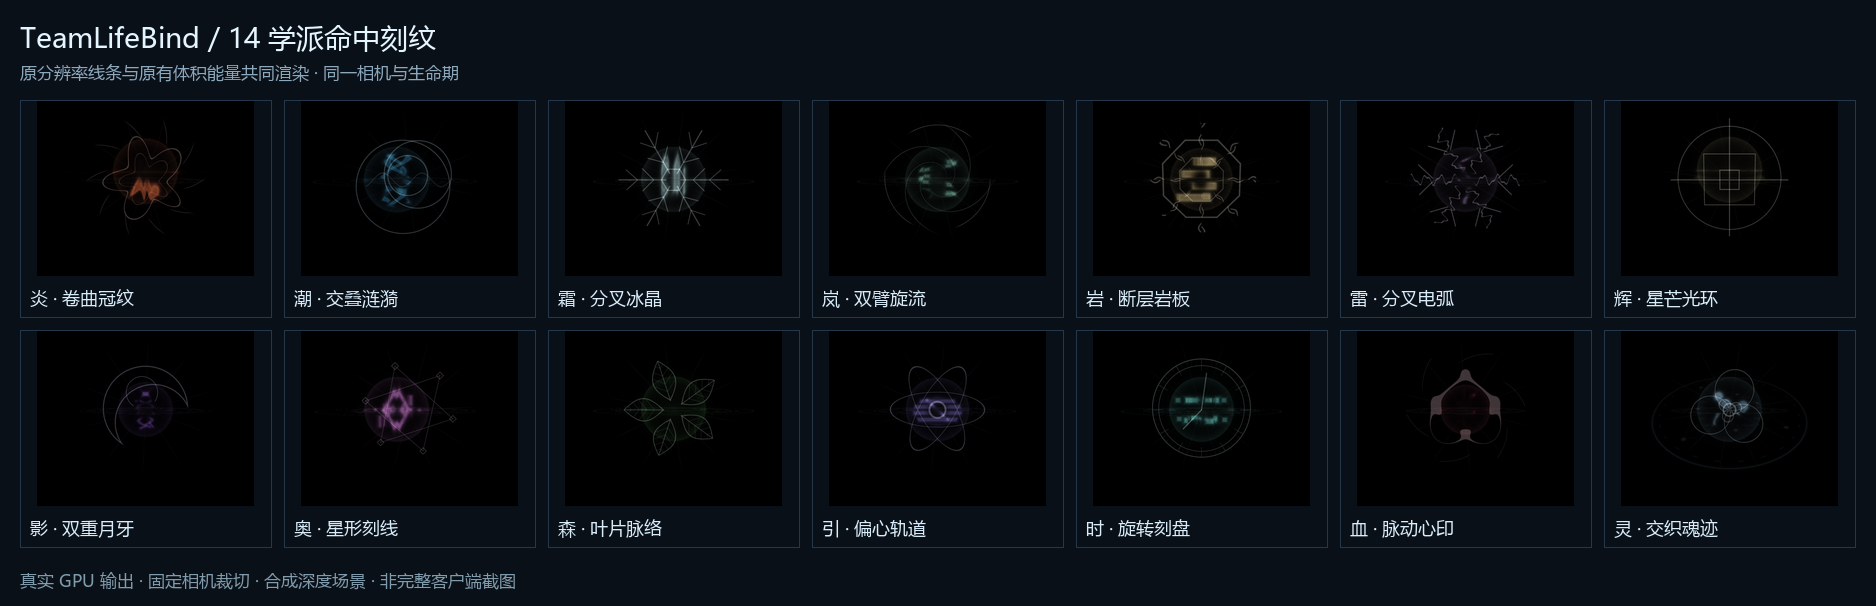 TeamLifeBind / 14 学派命中刻纹
原分辨率线条与原有体积能量共同渲染 · 同一相机与生命期
炎 · 卷曲冠纹
潮 · 交叠涟漪
霜 · 分叉冰晶
岚 · 双臂旋流
岩 · 断层岩板
雷 · 分叉电弧
辉 · 星芒光环
影 · 双重月牙
奥 · 星形刻线
森 · 叶片脉络
引 · 偏心轨道
时 · 旋转刻盘
血 · 脉动心印
灵 · 交织魂迹
真实 GPU 输出 · 固定相机裁切 · 合成深度场景 · 非完整客户端截图